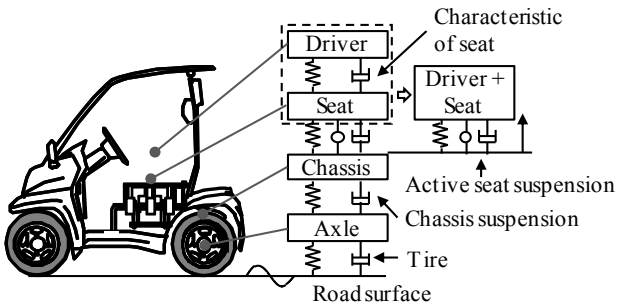 Characteristic
of seat
Driver
Driver +
Seat
Seat
Chassis
Active seat suspension
Chassis suspension
Axle
Tire
Road surface